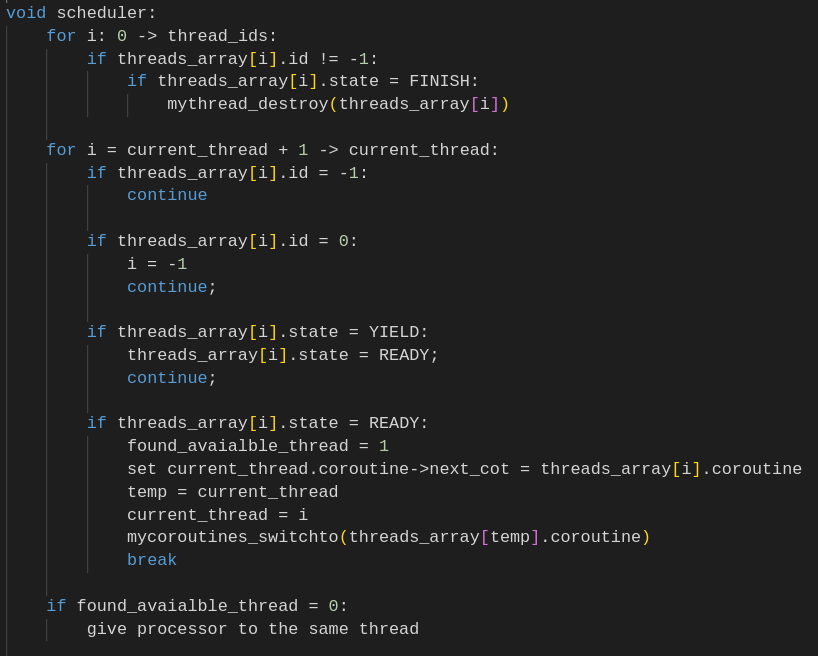 void scheduler:
    for i: 0 -> thread_ids:
        if threads_array[i].id != -1:
            if threads_array[i].state = FINISH:
                mythread_destroy(threads_array[i])
    for i = current_thread + 1 -> current_thread:
        if threads_array[i].id = -1:
            continue
        if threads_array[i].id = 0:
            i = -1
            continue;
        if threads_array[i].state = YIELD:
            threads_array[i].state = READY;
            continue;
        if threads_array[i].state = READY:
            found_avaialble_thread = 1
            set current_thread.coroutine->next_cot = threads_array[i].coroutine
            temp = current_thread
            current_thread = i
            mycoroutines_switchto(threads_array[temp].coroutine)
            break
    if found_avaialble_thread = 0:
        give processor to the same thread